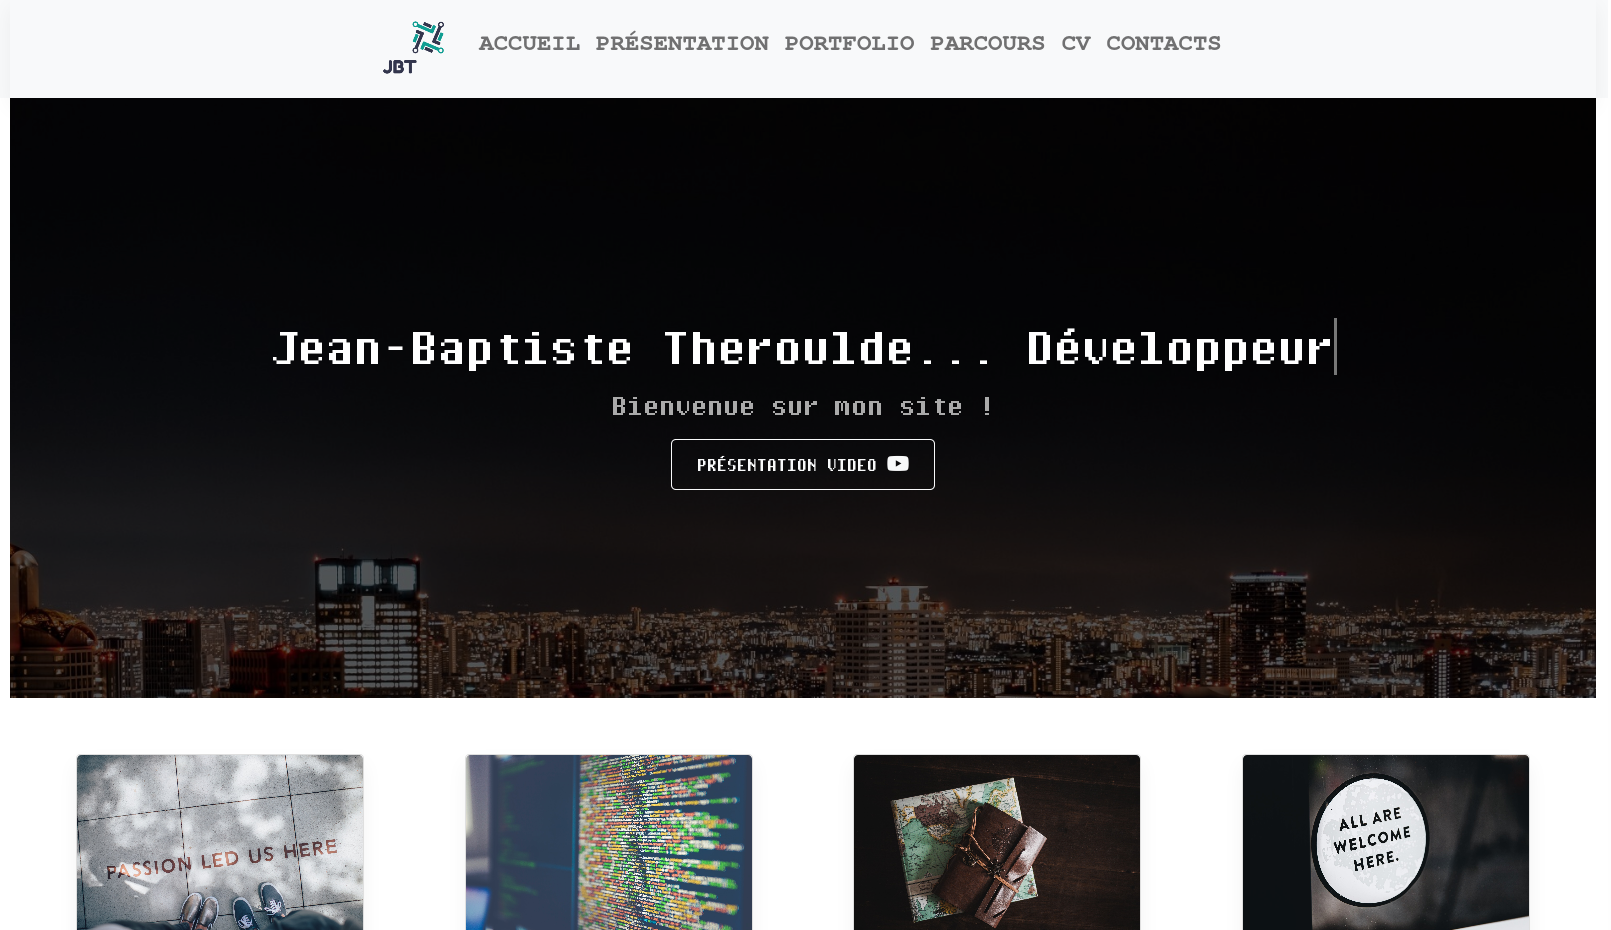 JBT
ACCUEIL PRÉSENTATION PORTFOLIO PARCOURS CV CONTACTS
Jean-Baptiste Theroulde... Développeur
Bienvenue sur mon site !
PRÉSENTATION VIDEO
PASSION LED US HERE
ALL ARE
WELCOME
HERE.